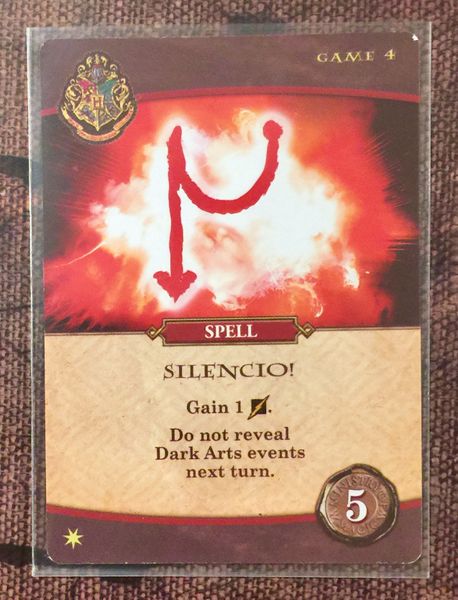 GAME 4
SPELL
SILENCIO!
Gain 1 .
Do not reveal
Dark Arts events
next turn.
5